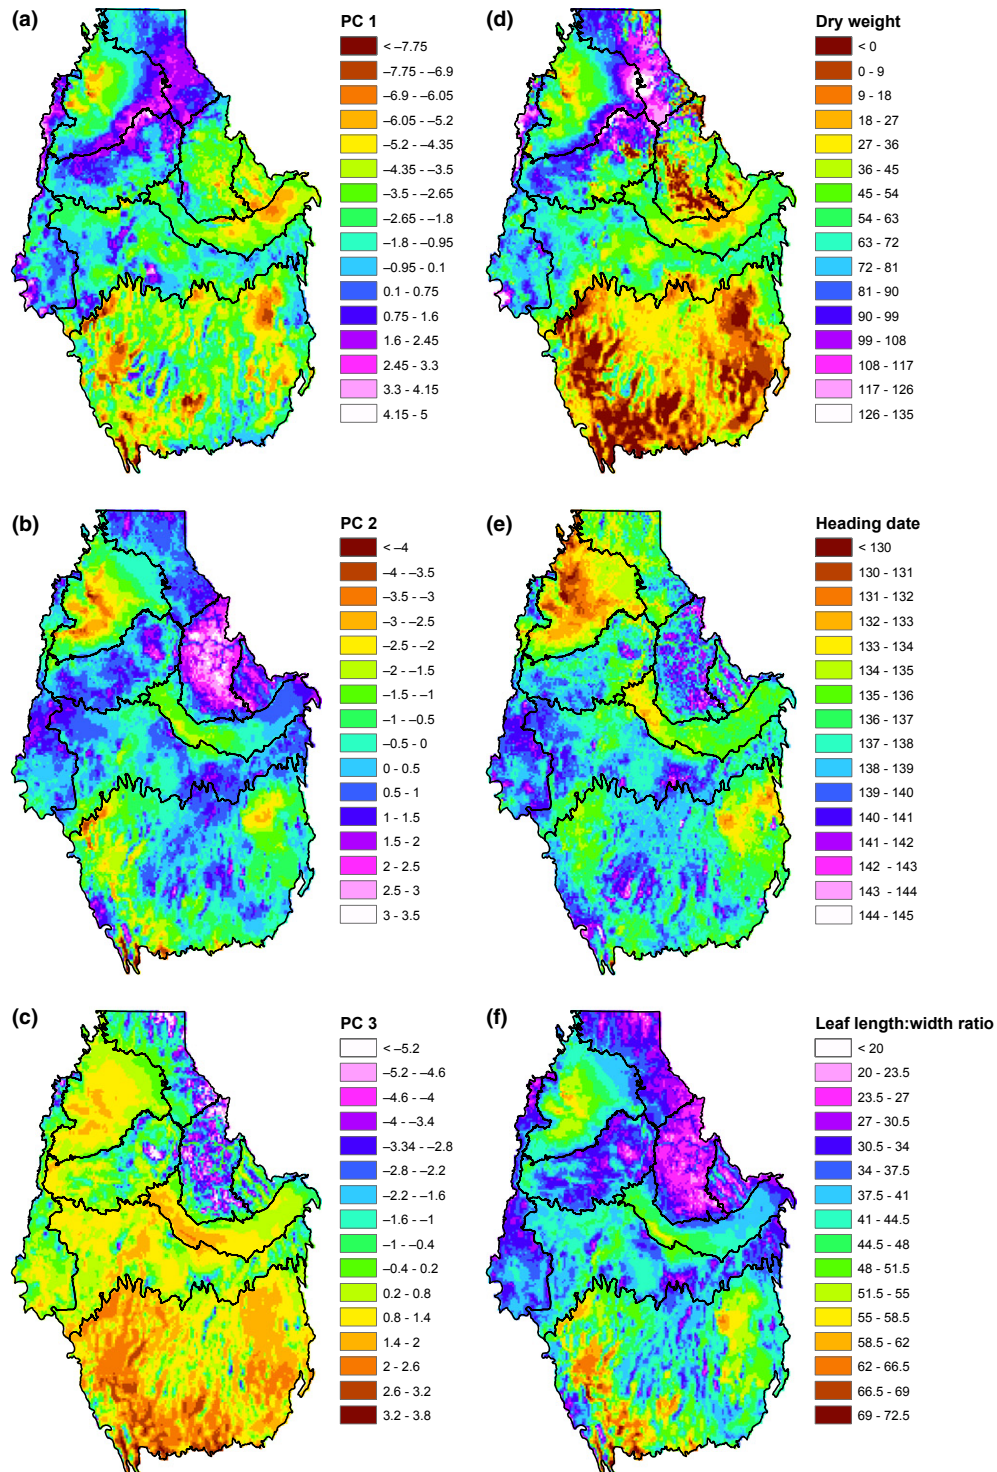 (a)
PC 1
< –7.75
–7.75 - –6.9
–6.9 - –6.05
–6.05 - –5.2
–5.2 - –4.35
–4.35 - –3.5
–3.5 - –2.65
–2.65 - –1.8
–1.8 - –0.95
–0.95 - 0.1
0.1 - 0.75
0.75 - 1.6
1.6 - 2.45
2.45 - 3.3
3.3 - 4.15
4.15 - 5
(d)
Dry weight
< 0
0 - 9
9 - 18
18 - 27
27 - 36
36 - 45
45 - 54
54 - 63
63 - 72
72 - 81
81 - 90
90 - 99
99 - 108
108 - 117
117 - 126
126 - 135
(b)
PC 2
< –4
–4 - –3.5
–3.5 - –3
–3 - –2.5
–2.5 - –2
–2 - –1.5
–1.5 - –1
–1 - –0.5
–0.5 - 0
0 - 0.5
0.5 - 1
1 - 1.5
1.5 - 2
2 - 2.5
2.5 - 3
3 - 3.5
(e)
Heading date
< 130
130 - 131
131 - 132
132 - 133
133 - 134
134 - 135
135 - 136
136 - 137
137 - 138
138 - 139
139 - 140
140 - 141
141 - 142
142 - 143
143 - 144
144 - 145
(c)
PC 3
< –5.2
–5.2 - –4.6
–4.6 - –4
–4 - –3.4
–3.34 - –2.8
–2.8 - –2.2
–2.2 - –1.6
–1.6 - –1
–1 - –0.4
–0.4 - 0.2
0.2 - 0.8
0.8 - 1.4
1.4 - 2
2 - 2.6
2.6 - 3.2
3.2 - 3.8
(f)
Leaf length:width ratio
< 20
20 - 23.5
23.5 - 27
27 - 30.5
30.5 - 34
34 - 37.5
37.5 - 41
41 - 44.5
44.5 - 48
48 - 51.5
51.5 - 55
55 - 58.5
58.5 - 62
62 - 66.5
66.5 - 69
69 - 72.5